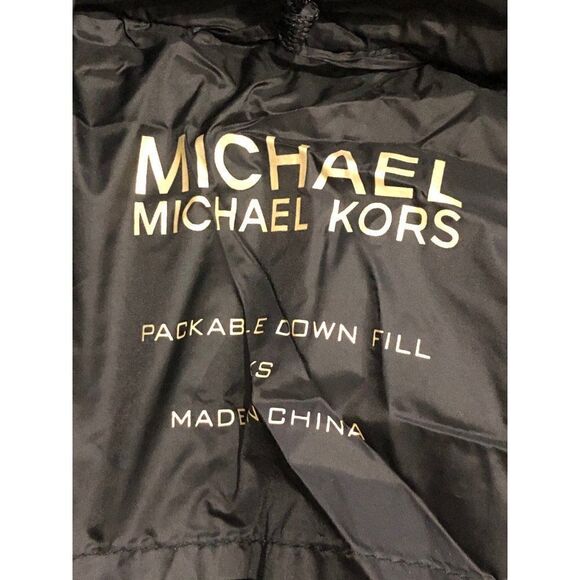 MICHAEL
MICHAEL KORS
PACKABLE DOWN FILL
XS
MADE IN CHINA